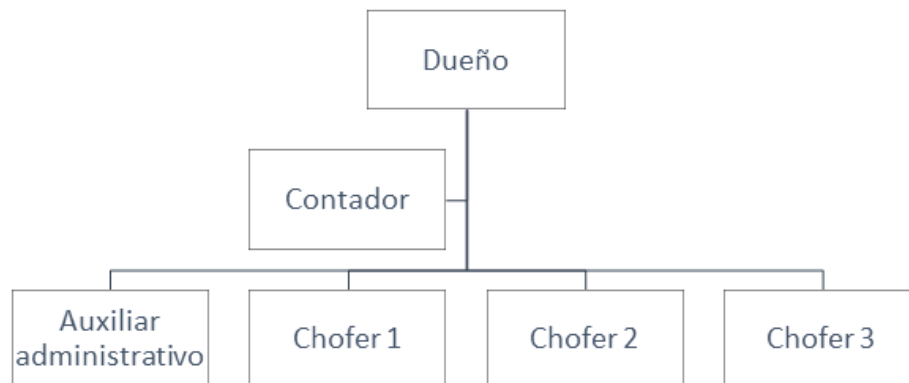 Dueño
Contador
Auxiliar
administrativo
Chofer 1
Chofer 2
Chofer 3